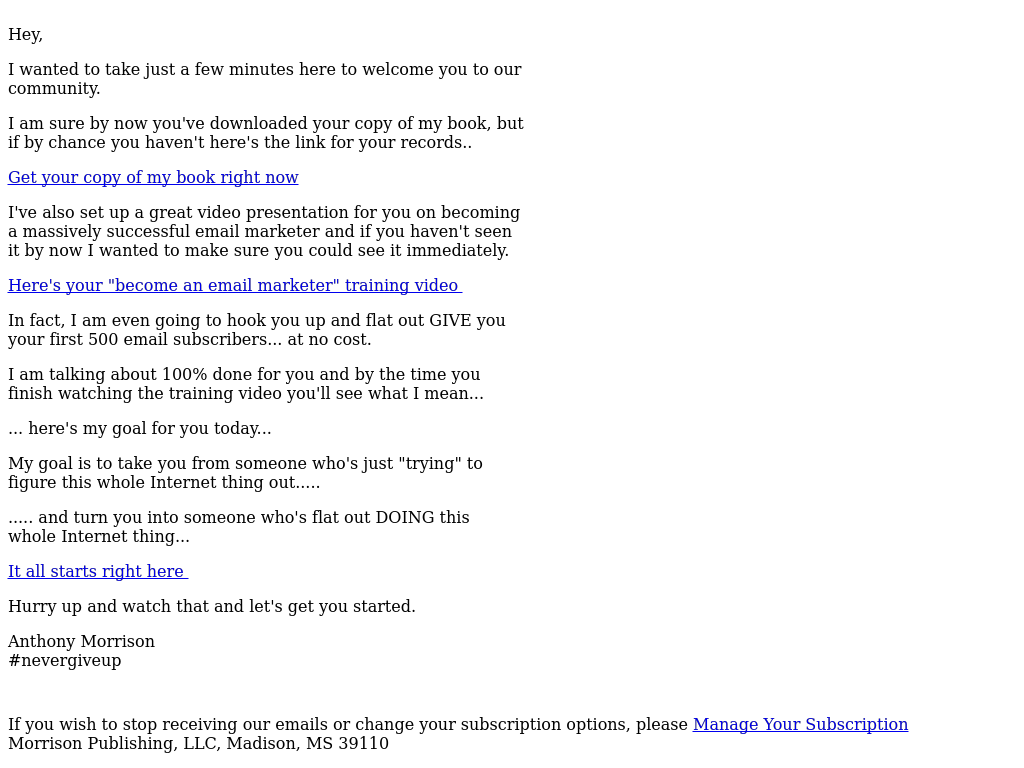 Hey,
I wanted to take just a few minutes here to welcome you to our
community.
I am sure by now you've downloaded your copy of my book, but
if by chance you haven't here's the link for your records..
Get your copy of my book right now
I've also set up a great video presentation for you on becoming
a massively successful email marketer and if you haven't seen
it by now I wanted to make sure you could see it immediately.
Here's your "become an email marketer" training video
In fact, I am even going to hook you up and flat out GIVE you
your first 500 email subscribers... at no cost.
I am talking about 100% done for you and by the time you
finish watching the training video you'll see what I mean...
... here's my goal for you today...
My goal is to take you from someone who's just "trying" to
figure this whole Internet thing out.....
..... and turn you into someone who's flat out DOING this
whole Internet thing...
It all starts right here
Hurry up and watch that and let's get you started.
Anthony Morrison
#nevergiveup
If you wish to stop receiving our emails or change your subscription options, please Manage Your Subscription
Morrison Publishing, LLC, Madison, MS 39110